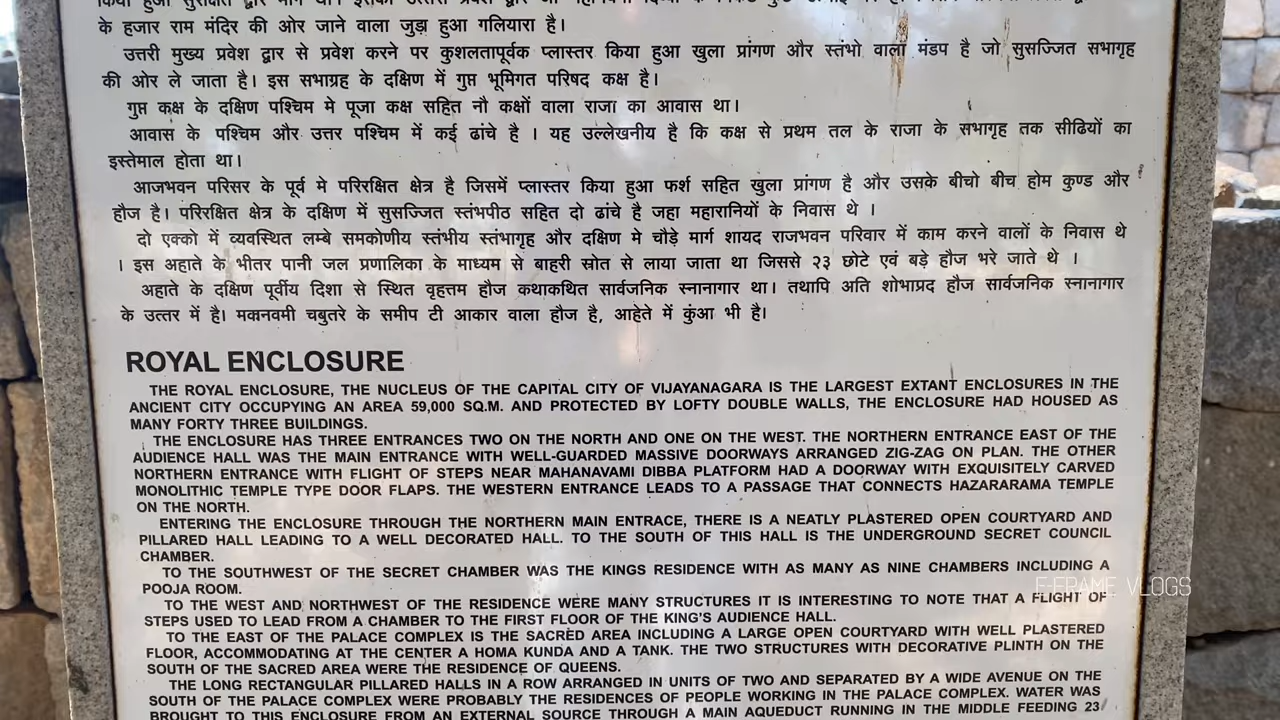 के हजार राम मंदिर की ओर जाने वाला जुड़ा हुआ गलियारा है।
उत्तरी मुख्य प्रवेश द्वार से प्रवेश करने पर कुशलतापूर्वक प्लास्तर किया हुआ खुला प्रांगण और स्तंभो वाला मंडप है जो सुसज्जित सभागृह
की ओर ले जाता है। इस सभाग्रह के दक्षिण में गुप्त भूमिगत परिषद कक्ष है।
गुप्त कक्ष के दक्षिण पश्चिम मे पूजा कक्ष सहित नौ कक्षों वाला राजा का आवास था।
आवास के पश्चिम और उत्तर पश्चिम में कई ढांचे है । यह उल्लेखनीय है कि कक्ष से प्रथम तल के राजा के सभागृह तक सीढियों का
इस्तेमाल होता था।
आजभवन परिसर के पूर्व मे परिरक्षित क्षेत्र है जिसमें प्लास्तर किया हुआ फर्श सहित खुला प्रांगण है और उसके बीचो बीच होम कुण्ड और
हौज है। परिरक्षित क्षेत्र के दक्षिण में सुसज्जित स्तंभपीठ सहित दो ढांचे है जहा महारानियों के निवास थे ।
दो एक्को में व्यवस्थित लम्बे समकोणीय स्तंभीय स्तंभागृह और दक्षिण मे चौड़े मार्ग शायद राजभवन परिवार में काम करने वालों के निवास थे
। इस अहाते के भीतर पानी जल प्रणालिका के माध्यम से बाहरी स्रोत से लाया जाता था जिससे २३ छोटे एवं बड़े हौज भरे जाते थे ।
अहाते के दक्षिण पूर्वीय दिशा से स्थित वृहत्तम हौज कथाकथित सार्वजनिक स्नानागार था। तथापि अति शोभाप्रद हौज सार्वजनिक स्नानागार
के उत्तर में है। मक्नवमी चबुतरे के समीप टी आकार वाला हौज है, आहेते में कुंआ भी है।
ROYAL ENCLOSURE
THE ROYAL ENCLOSURE, THE NUCLEUS OF THE CAPITAL CITY OF VIJAYANAGARA IS THE LARGEST EXTANT ENCLOSURES IN THE
ANCIENT CITY OCCUPYING AN AREA 59,000 SQ.M. AND PROTECTED BY LOFTY DOUBLE WALLS, THE ENCLOSURE HAD HOUSED AS
MANY FORTY THREE BUILDINGS.
THE ENCLOSURE HAS THREE ENTRANCES TWO ON THE NORTH AND ONE ON THE WEST. THE NORTHERN ENTRANCE EAST OF THE
AUDIENCE HALL WAS THE MAIN ENTRANCE WITH WELL-GUARDED MASSIVE DOORWAYS ARRANGED ZIG-ZAG ON PLAN. THE OTHER
NORTHERN ENTRANCE WITH FLIGHT OF STEPS NEAR MAHANAVAMI DIBBA PLATFORM HAD A DOORWAY WITH EXQUISITELY CARVED
MONOLITHIC TEMPLE TYPE DOOR FLAPS. THE WESTERN ENTRANCE LEADS TO A PASSAGE THAT CONNECTS HAZARARAMA TEMPLE
ON THE NORTH.
ENTERING THE ENCLOSURE THROUGH THE NORTHERN MAIN ENTRACE, THERE IS A NEATLY PLASTERED OPEN COURTYARD AND
PILLARED HALL LEADING TO A WELL DECORATED HALL. TO THE SOUTH OF THIS HALL IS THE UNDERGROUND SECRET COUNCIL
CHAMBER.
TO THE SOUTHWEST OF THE SECRET CHAMBER WAS THE KINGS RESIDENCE WITH AS MANY AS NINE CHAMBERS INCLUDING A
POOJA ROOM.
TO THE WEST AND NORTHWEST OF THE RESIDENCE WERE MANY STRUCTURES IT IS INTERESTING TO NOTE THAT A FLIGHT OF
STEPS USED TO LEAD FROM A CHAMBER TO THE FIRST FLOOR OF THE KING'S AUDIENCE HALL.
TO THE EAST OF THE PALACE COMPLEX IS THE SACRED AREA INCLUDING A LARGE OPEN COURTYARD WITH WELL PLASTERED
FLOOR, ACCOMMODATING AT THE CENTER A HOMA KUNDA AND A TANK. THE TWO STRUCTURES WITH DECORATIVE PLINTH ON THE
SOUTH OF THE SACRED AREA WERE THE RESIDENCE OF QUEENS.
THE LONG RECTANGULAR PILLARED HALLS IN A ROW ARRANGED IN UNITS OF TWO AND SEPARATED BY A WIDE AVENUE ON THE
SOUTH OF THE PALACE COMPLEX WERE PROBABLY THE RESIDENCES OF PEOPLE WORKING IN THE PALACE COMPLEX. WATER WAS
BROUGHT TO THIS ENCLOSURE FROM AN EXTERNAL SOURCE THROUGH A MAIN AQUEDUCT RUNNING IN THE MIDDLE FEEDING 23
E-FRAME VLOGS